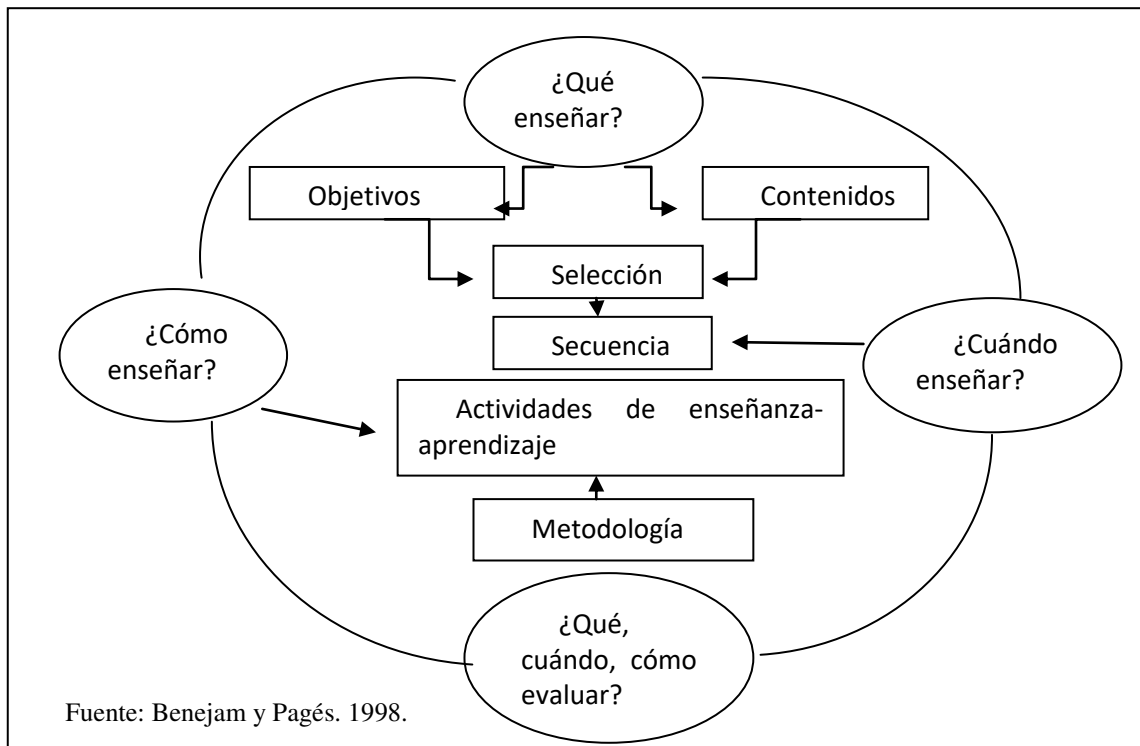 ¿Qué
enseñar?
Objetivos
Contenidos
Selección
Secuencia
¿Cómo
enseñar?
¿Cuándo
enseñar?
Actividades de enseñanza-
aprendizaje
Metodología
¿Qué,
cuándo, cómo
evaluar?
Fuente: Benejam y Pagés. 1998.